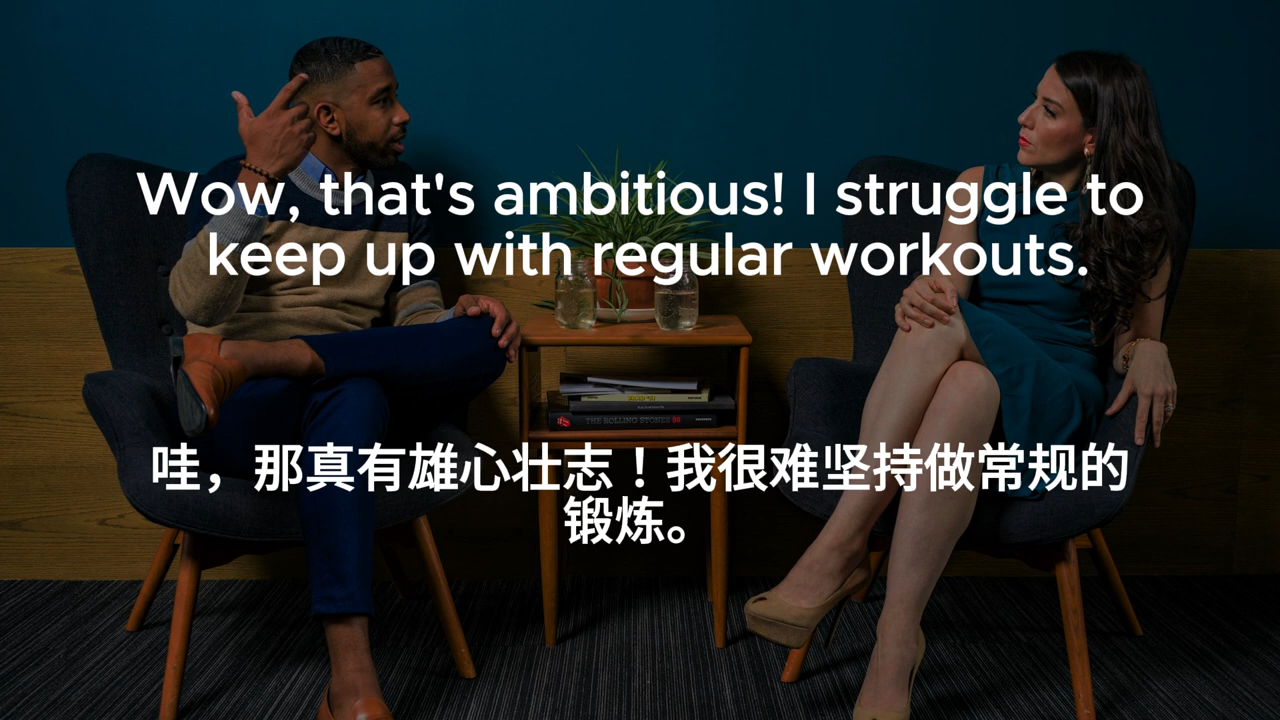 Wow, that's ambitious! I struggle to
keep up with regular workouts.
THE ROLLING STONES
哇，那真有雄心壮志！我很难坚持做常规的
锻炼。